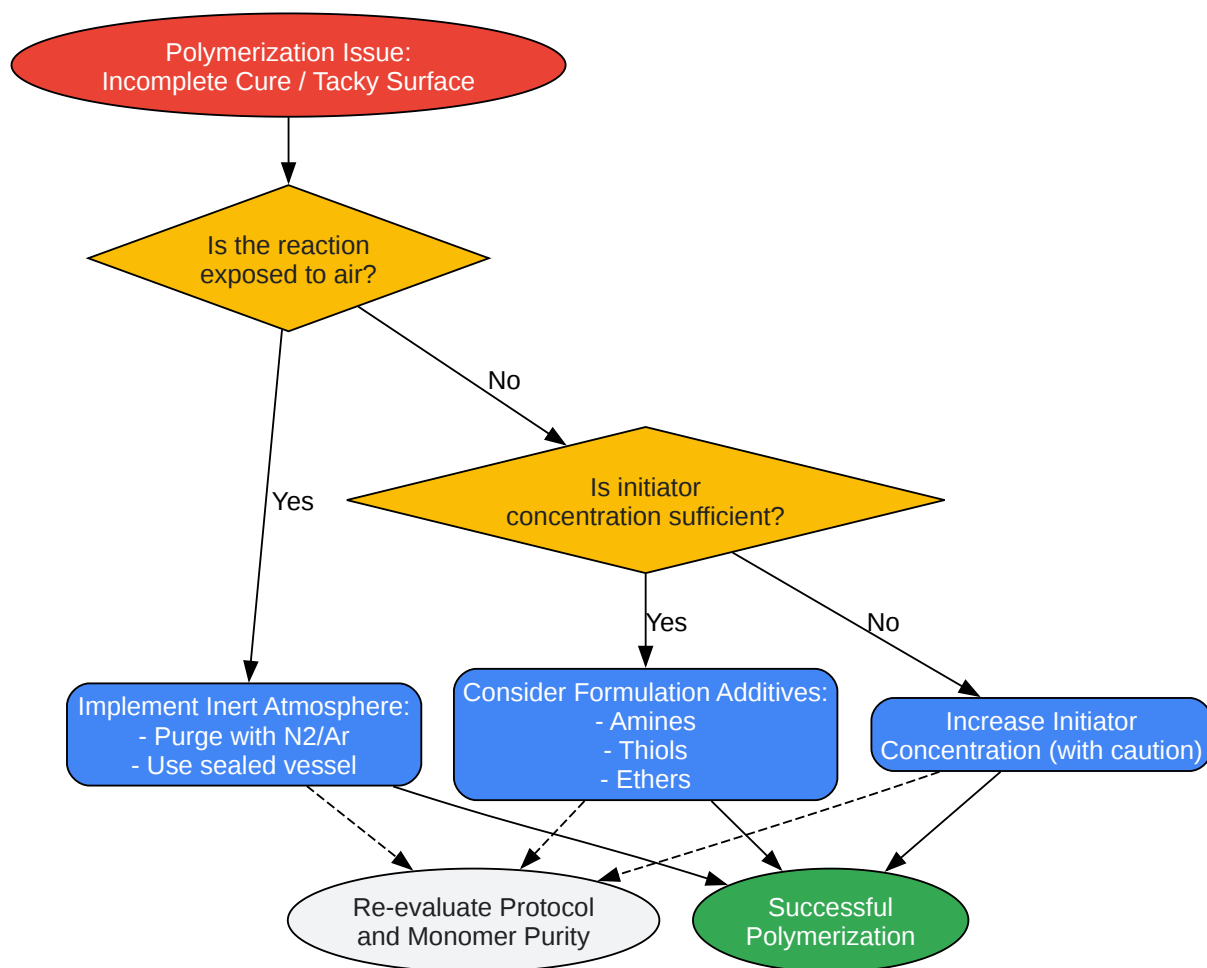 Polymerization Issue:
Incomplete Cure / Tacky Surface
Is the reaction
exposed to air?
No
Yes
Is initiator
concentration sufficient?
Yes
No
Implement Inert Atmosphere:
- Purge with N2/Ar
- Use sealed vessel
Consider Formulation Additives:
- Amines
- Thiols
- Ethers
Increase Initiator
Concentration (with caution)
Re-evaluate Protocol
and Monomer Purity
Successful
Polymerization